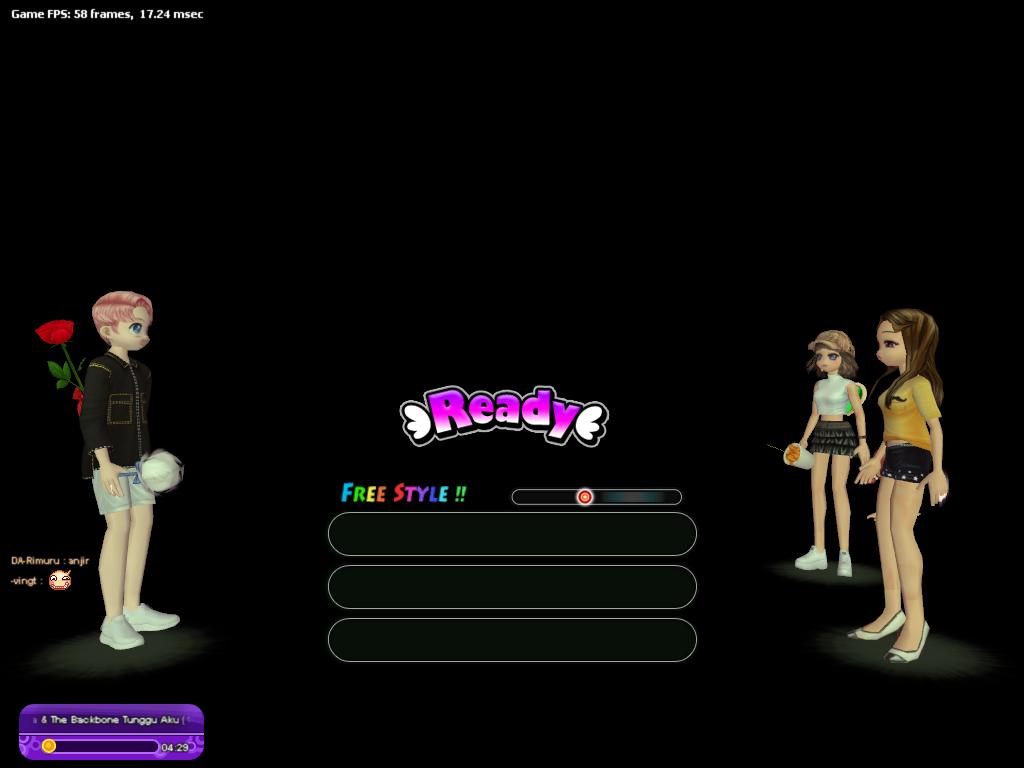 Game FPS: 58 frames, 17.24 msec
Ready
FREE STYLE !!
DA-Rimuru : anjir
-vingt :
& The Backbone Tunggu Aku (
04:29